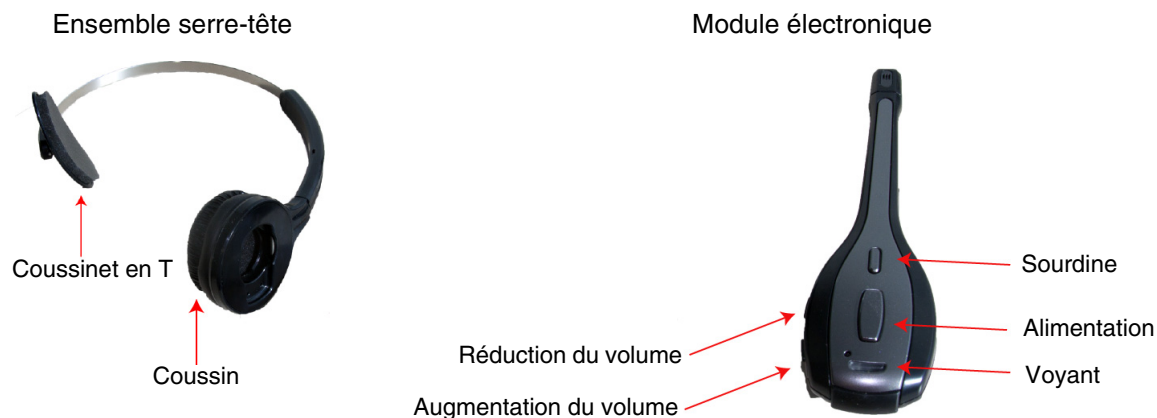 Ensemble serre-tête
Module électronique
Coussinet en T
Coussin
Sourdine
Alimentation
Voyant
Réduction du volume
Augmentation du volume